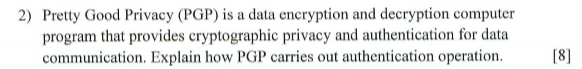 2) Pretty Good Privacy (PGP) is a data encryption and decryption computer
program that provides cryptographic privacy and authentication for data
communication. Explain how PGP carries out authentication operation. [8]